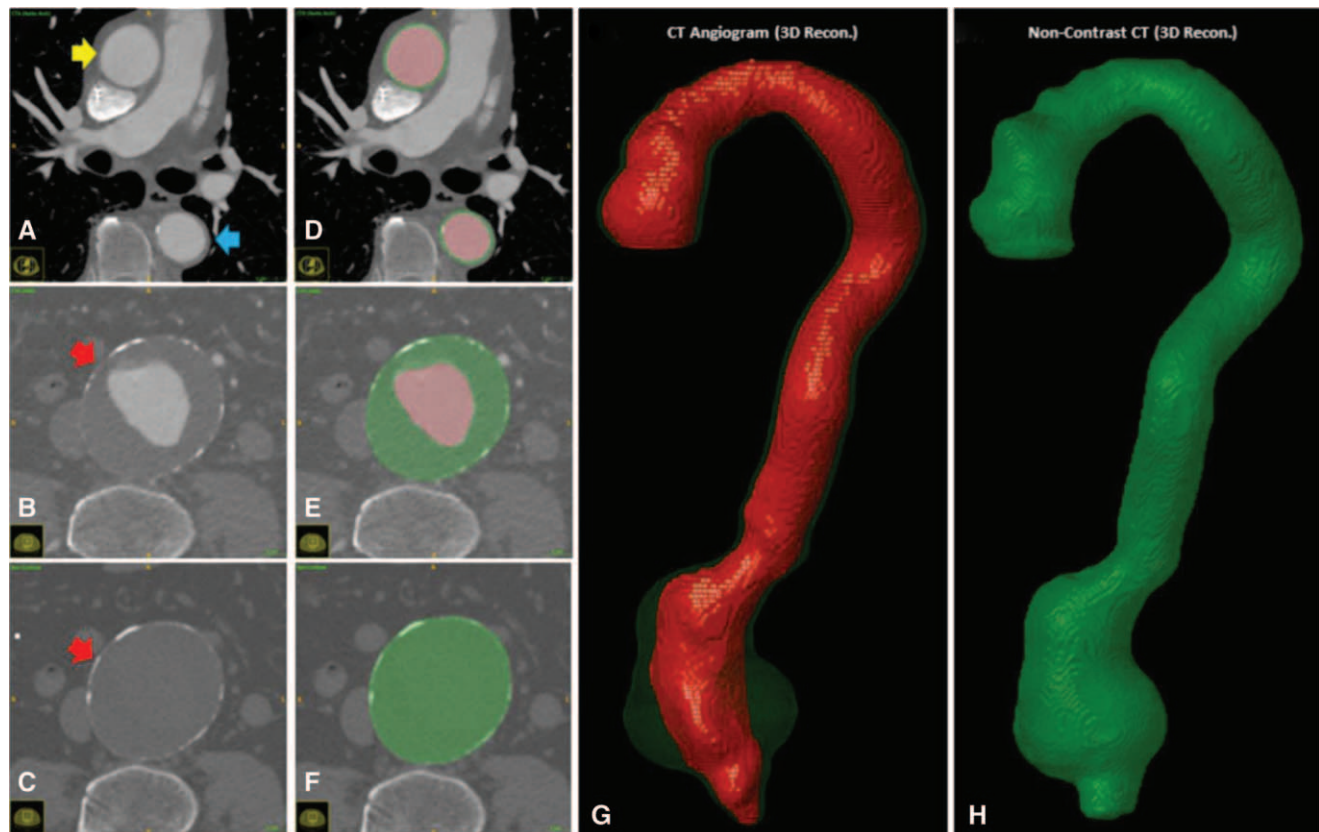 CT Angiogram (3D Recon.)
Non-Contrast CT (3D Recon.)
A
D
B
E
C
F
G
H